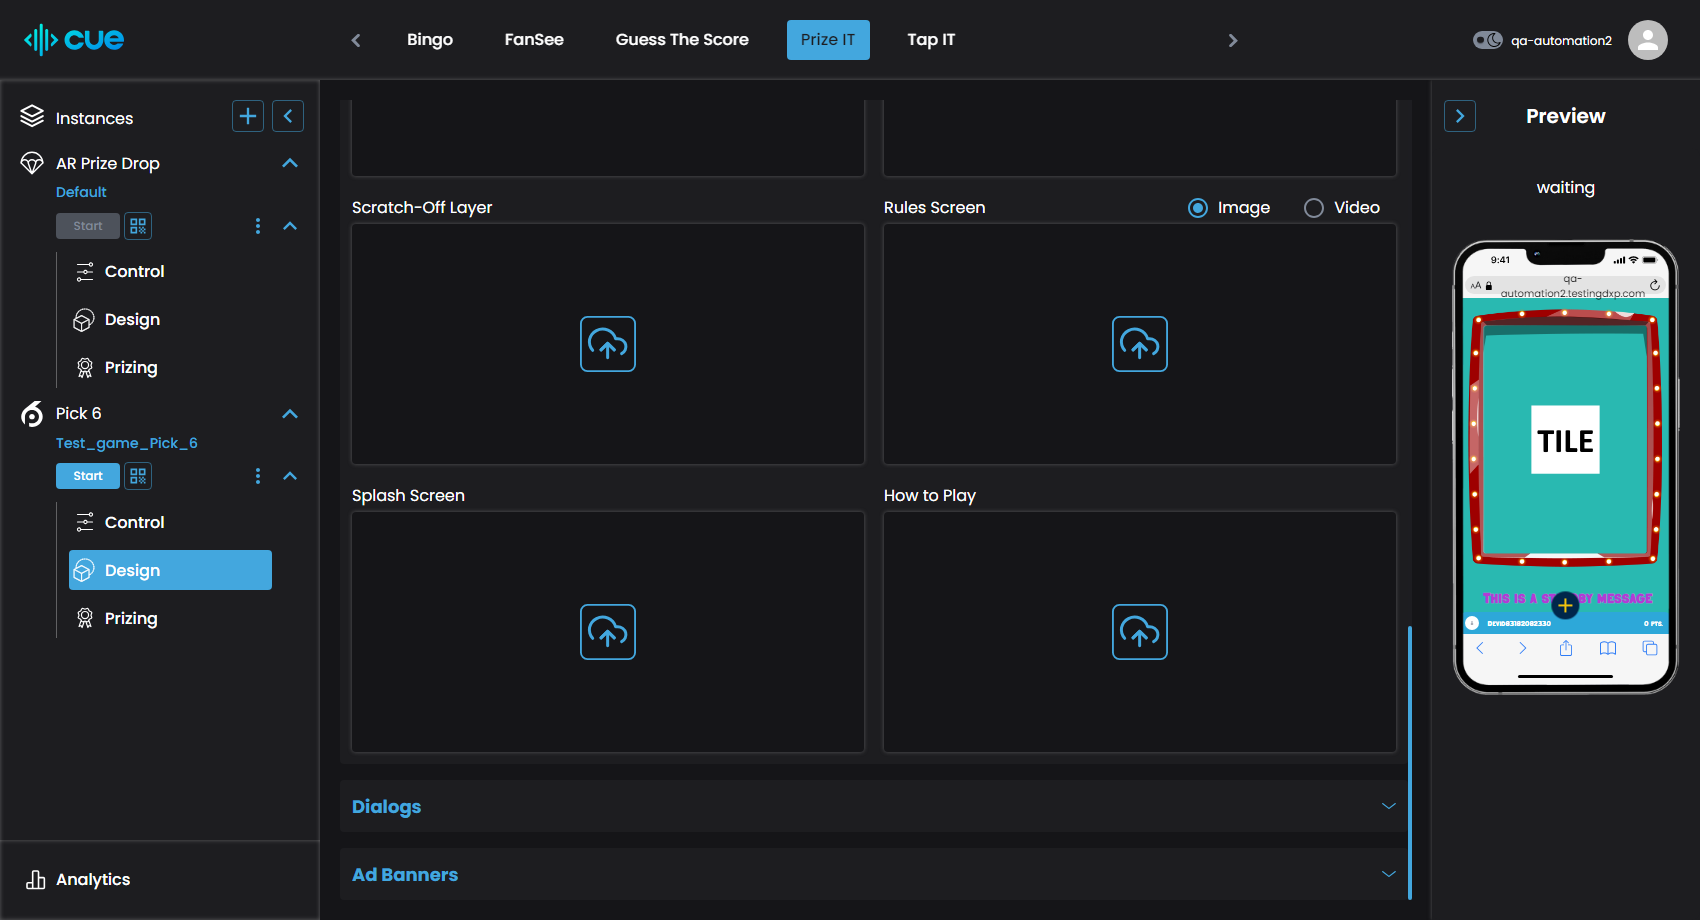 cue
Bingo
FanSee
Guess The Score
Prize IT
Tap IT
qa-automation2
Instances
AR Prize Drop
Default
Start
Control
Design
Prizing
Pick 6
Test_game_Pick_6
Start
Control
Design
Prizing
Analytics
Scratch-Off Layer
Rules Screen
Image
Video
Splash Screen
How to Play
Dialogs
Ad Banners
Preview
waiting
9:41
AA
qa-
automation2.testingdxp.com
TILE
THIS IS A ST BY MESSAGE
0 PTS.